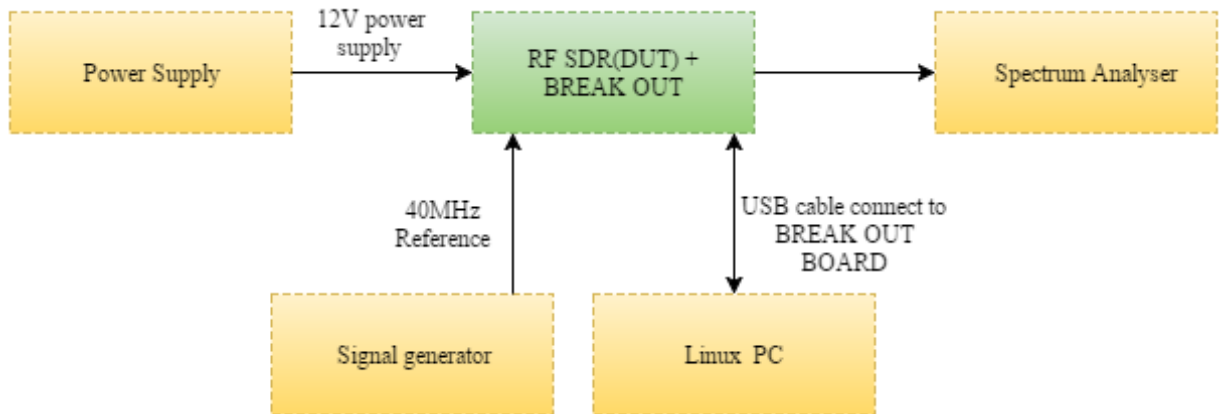 12V power
supply
Power Supply
RF SDR(DUT) +
BREAK OUT
Spectrum Analyser
40MHz
Reference
USB cable connect to
BREAK OUT
BOARD
Signal generator
Linux PC